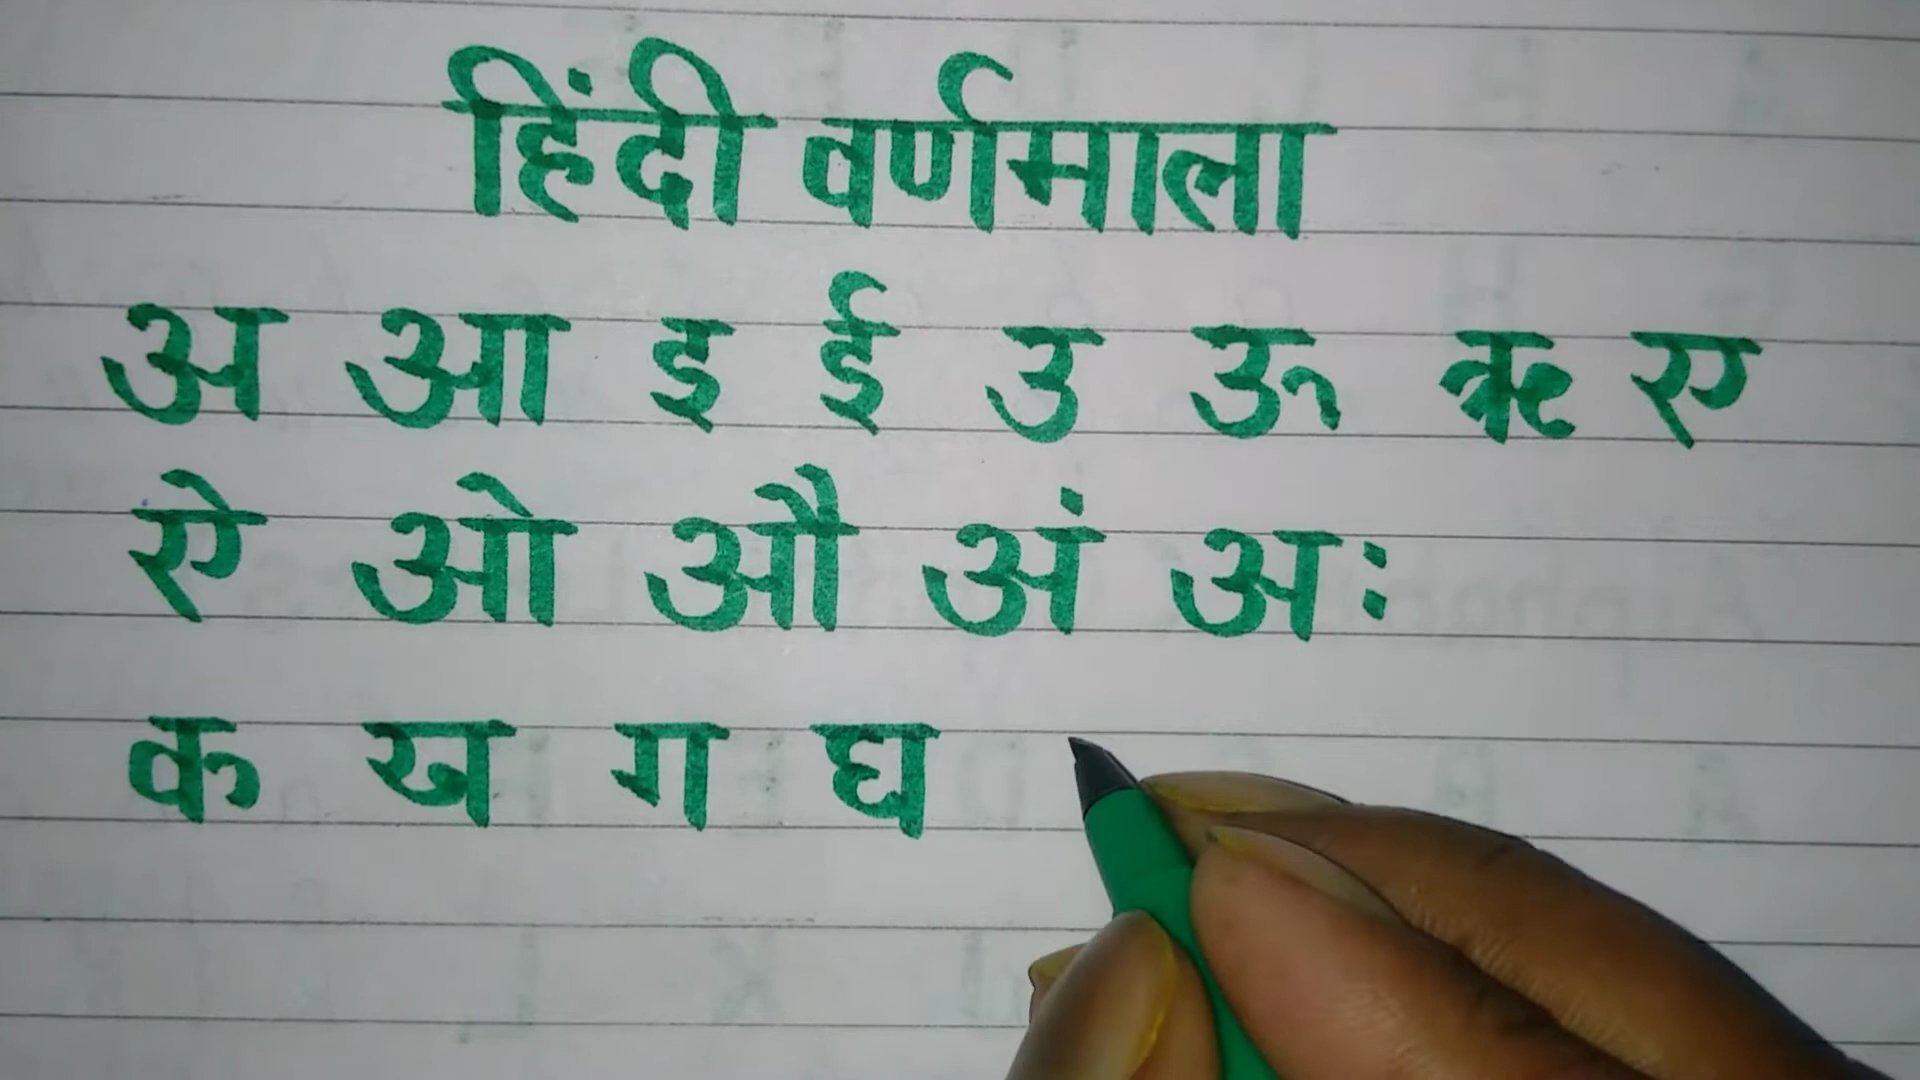 हिंदी वर्णमाला
अ आ इ ई उ ऊ ऋ ए
ऐ ओ औ अं अः
क ख ग घ